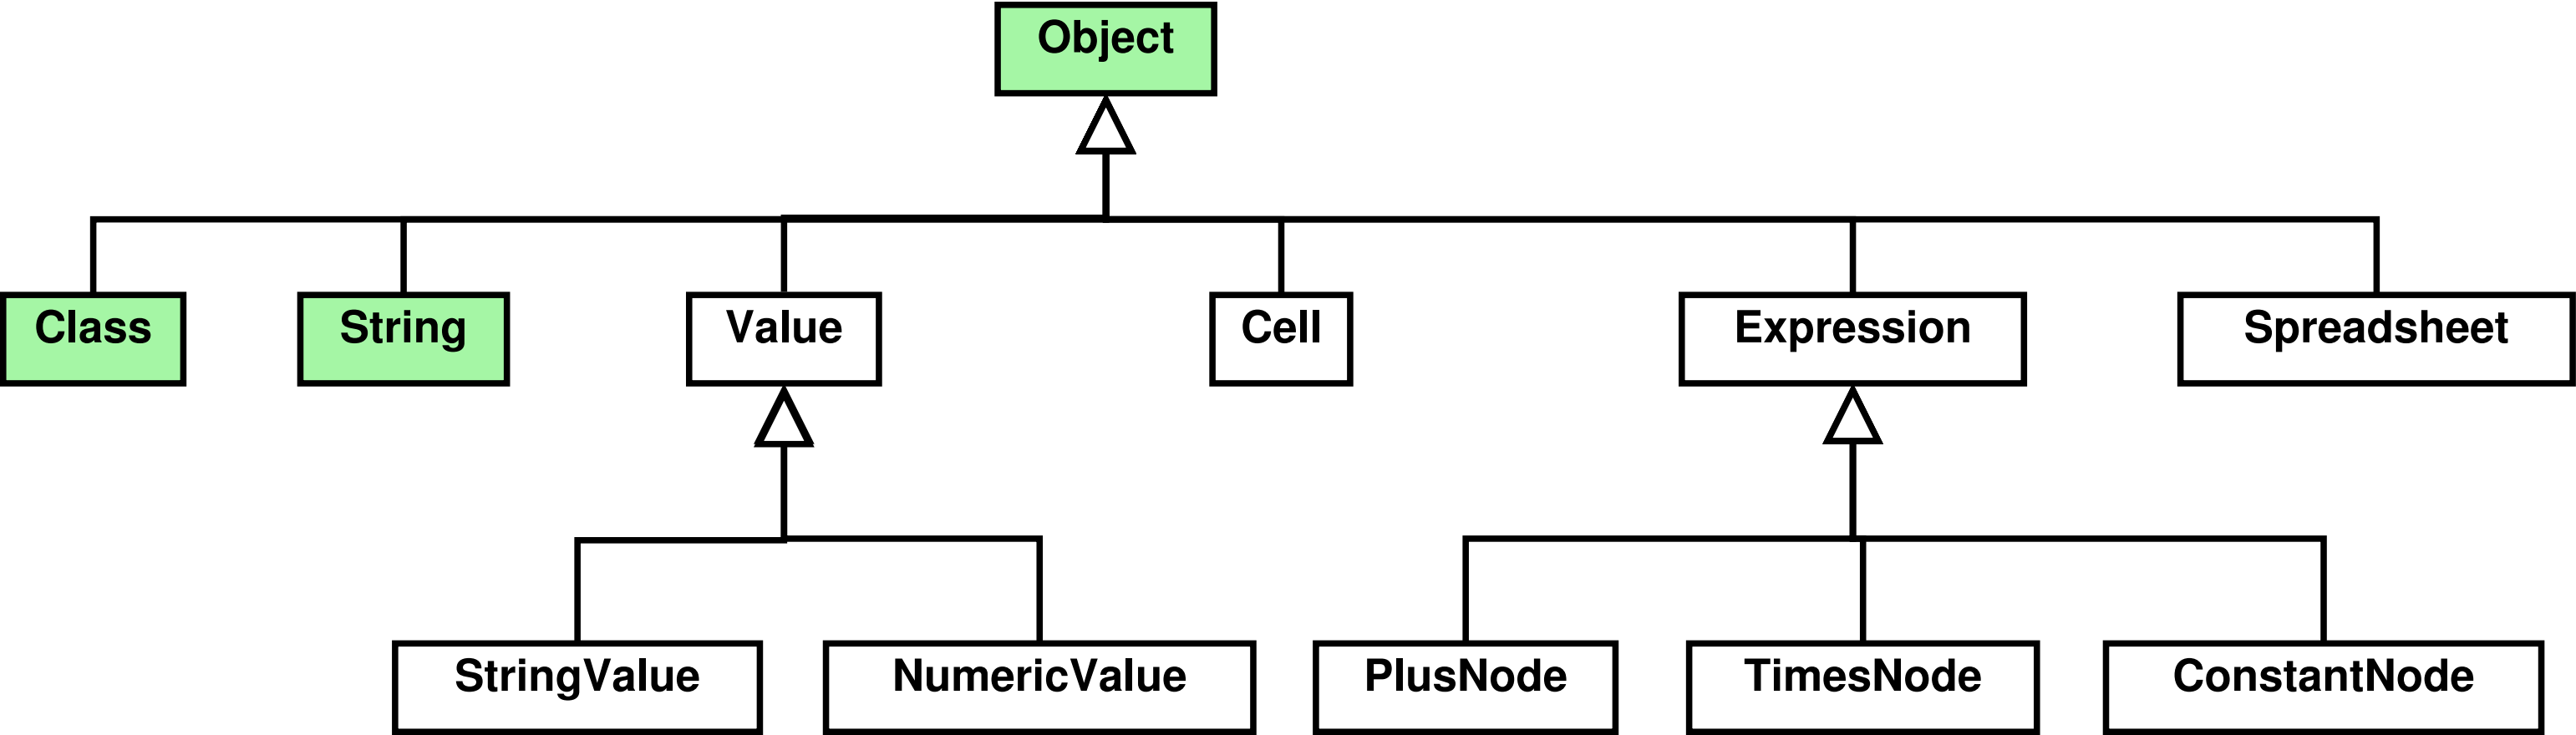 Object
Class
String
Value
Cell
Expression
Spreadsheet
StringValue
NumericValue
PlusNode
TimesNode
ConstantNode